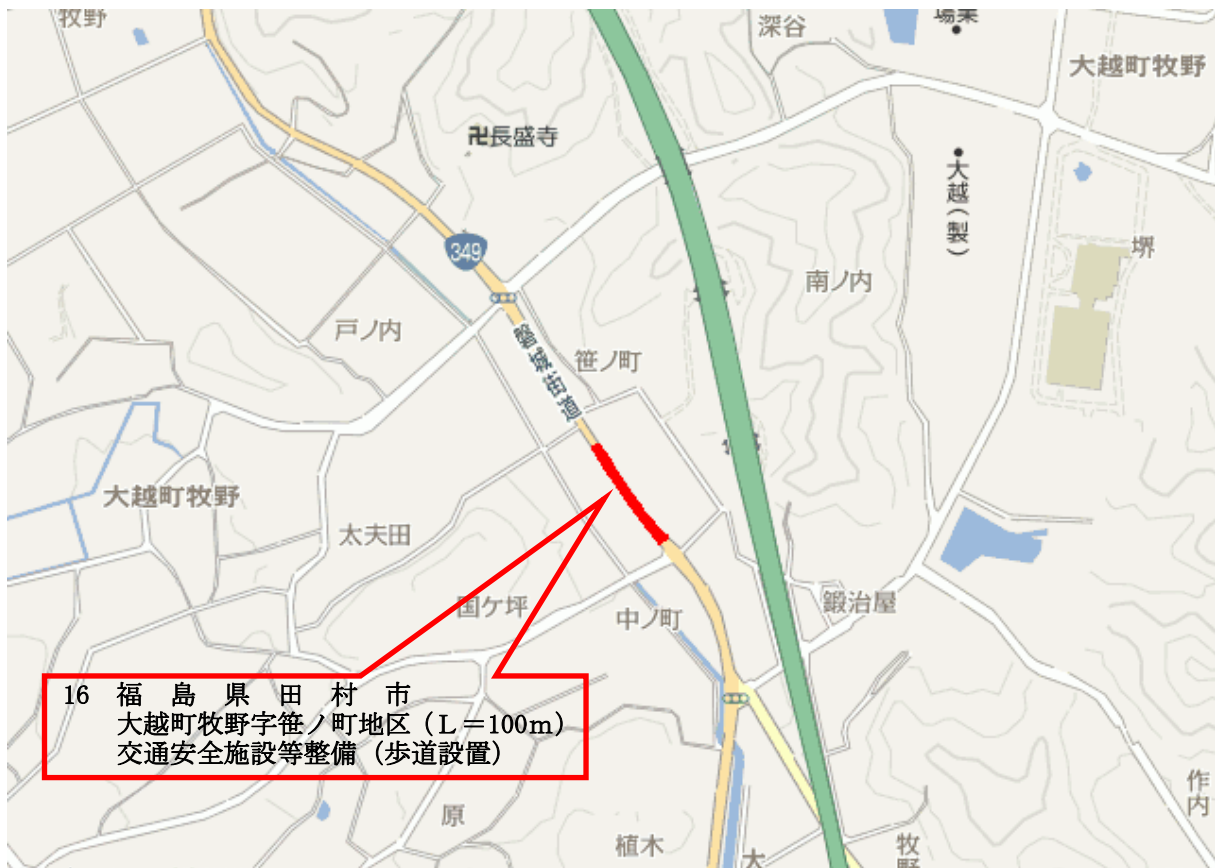 牧野
深谷
場業
大越町牧野
卍長盛寺
大越(製)
堺
349
南ノ内
戸ノ内
笹ノ町
磐城街道
大越町牧野
太夫田
国ケ坪
中ノ町
鍛治屋
16 福島県田村市
大越町牧野字笹ノ町地区（L＝100m）
交通安全施設等整備（歩道設置）
原
植木
作内
牧野